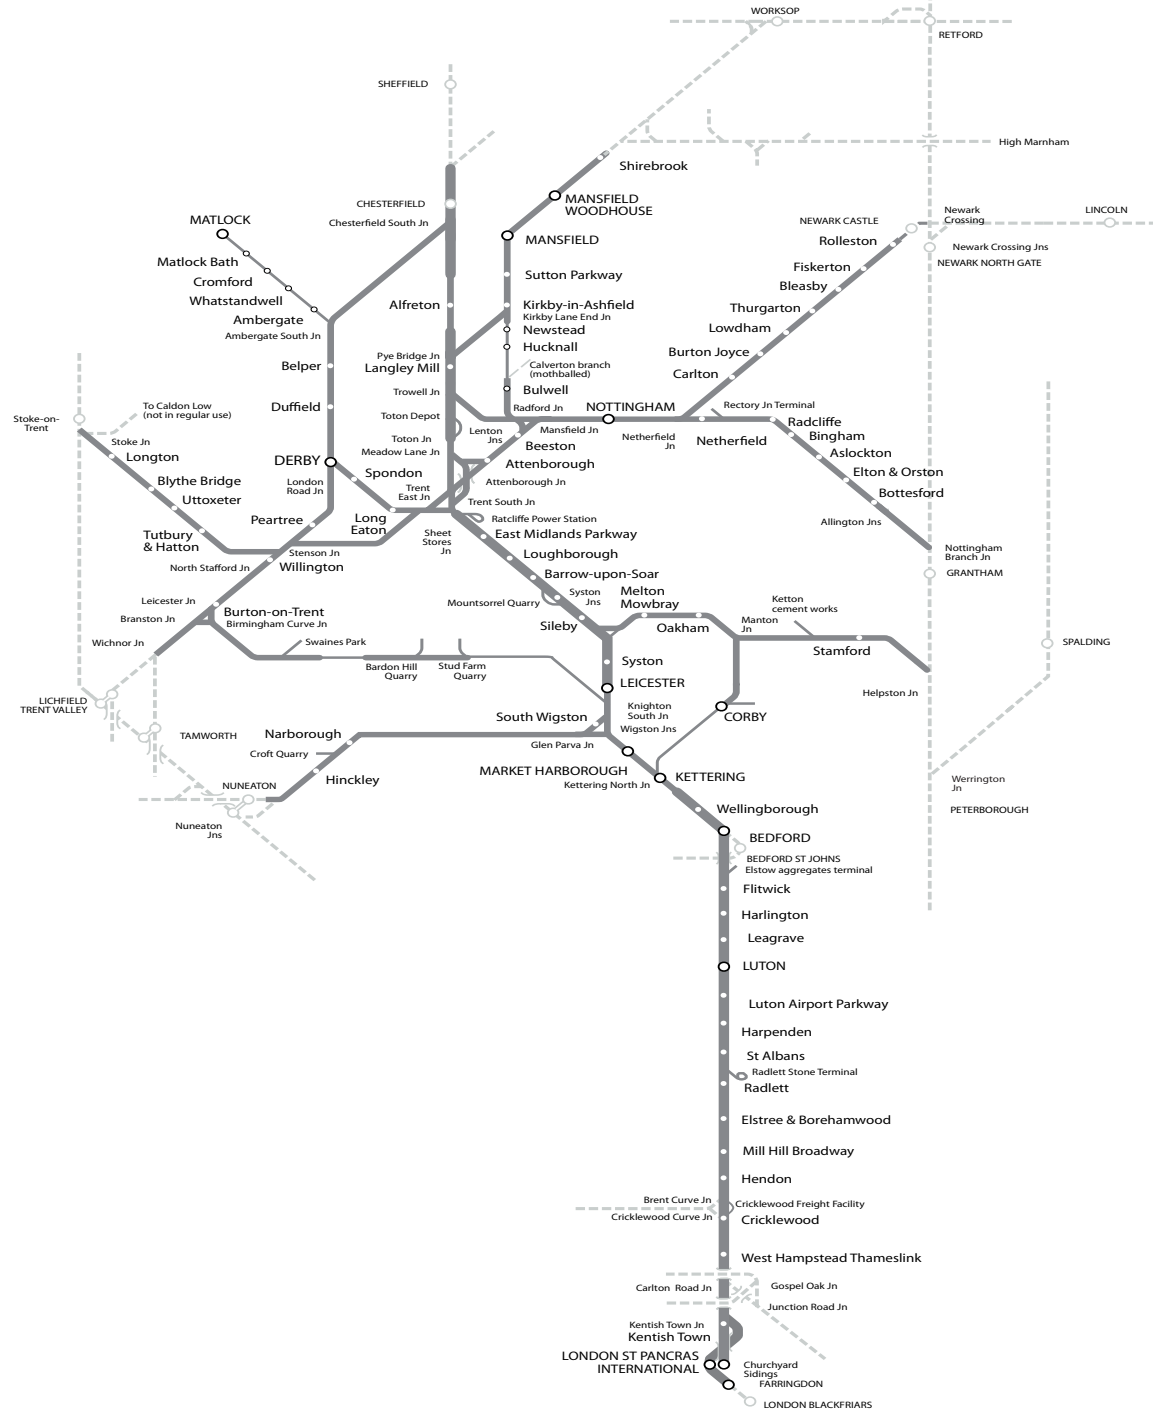 WORKSOP
RETFORD
SHEFFIELD
High Marnham
Shirebrook
CHESTERFIELD
MANSFIELD
WOODHOUSE
Chesterfield South Jn
MATLOCK
NEWARK CASTLE
Newark
Crossing
LINCOLN
MANSFIELD
Rolleston
Newark Crossing Jns
NEWARK NORTH GATE
Matlock Bath
Fiskerton
Sutton Parkway
Cromford
Bleasby
Whatstandwell
Alfreton
Kirkby-in-Ashfield
Kirkby Lane End Jn
Thurgarton
Ambergate
Ambergate South Jn
Newstead
Lowdham
Hucknall
Pye Bridge Jn
Langley Mill
Burton Joyce
Belper
Calverton branch
(mothballed)
Carlton
Trowell Jn
Bulwell
Duffield
To Caldon Low
(not in regular use)
Toton Depot
Radford Jn
NOTTINGHAM
Rectory Jn Terminal
Stoke-on-
Trent
Radcliffe
Stoke Jn
Toton Jn
Lenton
Jns
Mansfield Jn
Netherfield
Jn
Netherfield
Bingham
Longton
Meadow Lane Jn
Beeston
Aslockton
DERBY
Attenborough
Elton & Orston
Spondon
Blythe Bridge
London
Road Jn
Trent
East Jn
Attenborough Jn
Bottesford
Uttoxeter
Trent South Jn
Peartree
Long
Eaton
Ratcliffe Power Station
Allington Jns
Tutbury
& Hatton
Sheet
Stores
Jn
East Midlands Parkway
Stenson Jn
Loughborough
Nottingham
Branch Jn
North Stafford Jn
Willington
Barrow-upon-Soar
GRANTHAM
Leicester Jn
Mountsorrel Quarry
Syston
Jns
Melton
Mowbray
Ketton
cement works
Burton-on-Trent
Birmingham Curve Jn
Branston Jn
Sileby
Oakham
Manton
Jn
Wichnor Jn
Swaines Park
Stamford
SPALDING
Bardon Hill
Quarry
Stud Farm
Quarry
Syston
LEICESTER
Helpston Jn
LICHFIELD
TRENT VALLEY
Knighton
South Jn
CORBY
South Wigston
Wigston Jns
TAMWORTH
Narborough
Glen Parva Jn
Croft Quarry
MARKET HARBOROUGH
KETTERING
Kettering North Jn
Hinckley
NUNEATON
Werrington
Jn
Wellingborough
PETERBOROUGH
Nuneaton
Jns
BEDFORD
BEDFORD ST JOHNS
Elstow aggregates terminal
Flitwick
Harlington
Leagrave
LUTON
Luton Airport Parkway
Harpenden
St Albans
Radlett Stone Terminal
Radlett
Elstree & Borehamwood
Mill Hill Broadway
Hendon
Brent Curve Jn
Cricklewood Freight Facility
Cricklewood Curve Jn
Cricklewood
West Hampstead Thameslink
Carlton Road Jn
Gospel Oak Jn
Junction Road Jn
Kentish Town Jn
Kentish Town
LONDON ST PANCRAS
INTERNATIONAL
Churchyard
Sidings
FARRINGDON
LONDON BLACKFRIARS